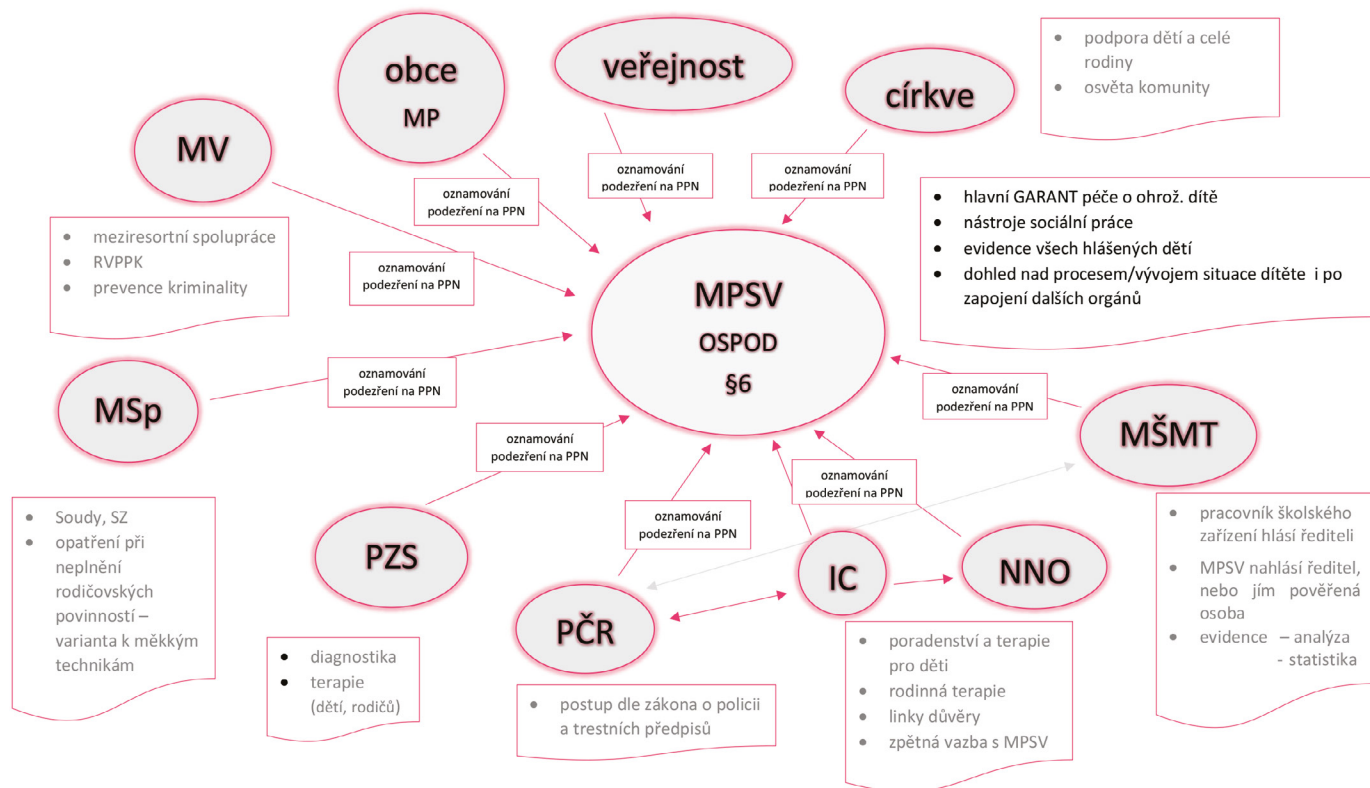 obce
MP
veřejnost
církve
• podpora dětí a celé
rodiny
• osvěta komunity
MV
oznamování
podezření na PPN
oznamování
podezření na PPN
oznamování
podezření na PPN
• hlavní GARANT péče o ohrož. dítě
• nástroje sociální práce
• evidence všech hlášených dětí
• dohled nad procesem/vývojem situace dítěte i po
zapojení dalších orgánů
• meziresortní spolupráce
• RVPPK
• prevence kriminality
oznamování
podezření na PPN
MPSV
OSPOD
§6
MSp
oznamování
podezření na PPN
oznamování
podezření na PPN
MŠMT
oznamování
podezření na PPN
oznamování
podezření na PPN
• Soudy, SZ
• opatření při
neplnění
rodičovských
povinností –
varianta k měkkým
technikám
PZS
oznamování
podezření na PPN
IC
NNO
• pracovník školského
zařízení hlásí řediteli
• MPSV nahlásí ředitel,
nebo jím pověřená
osoba
• evidence – analýza
- statistika
PČR
• diagnostika
• terapie
(dětí, rodičů)
• postup dle zákona o policii
a trestních předpisů
• poradenství a terapie
pro děti
• rodinná terapie
• linky důvěry
• zpětná vazba s MPSV